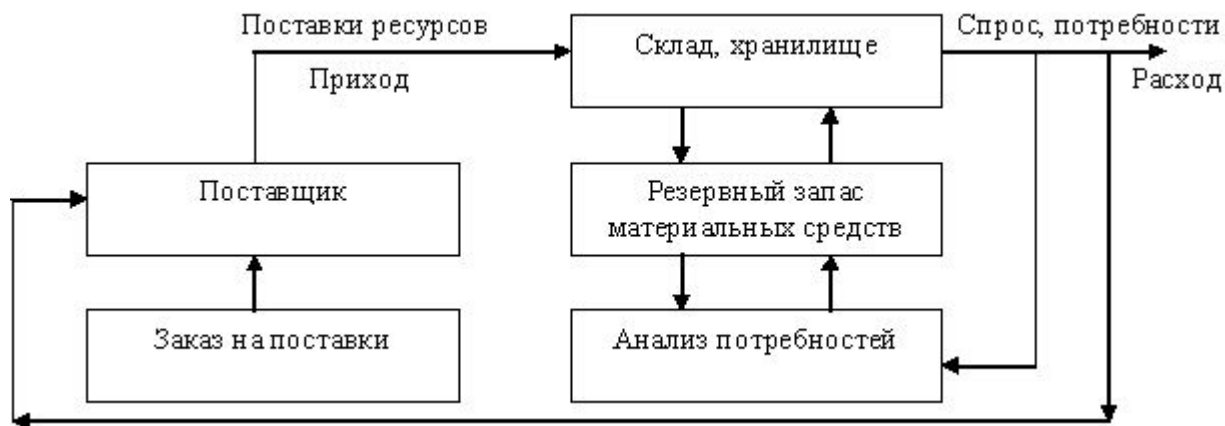 Поставки ресурсов
Приход
Склад, хранилище
Спрос, потребности
Расход
Поставщик
Резервный запас
материальных средств
Заказ на поставки
Анализ потребностей